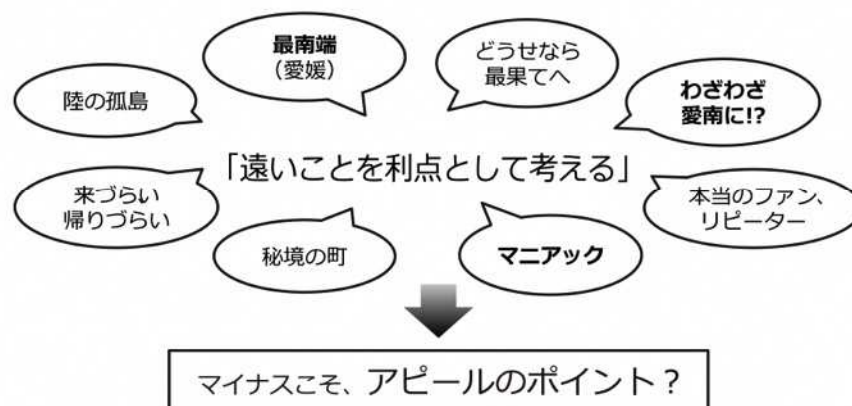 最南端
（愛媛）
どうせなら
最果てへ
陸の孤島
わざわざ
愛南に!?
「遠いことを利点として考える」
来づらい
帰りづらい
本当のファン、
リピーター
秘境の町
マニアック
マイナスこそ、アピールのポイント？